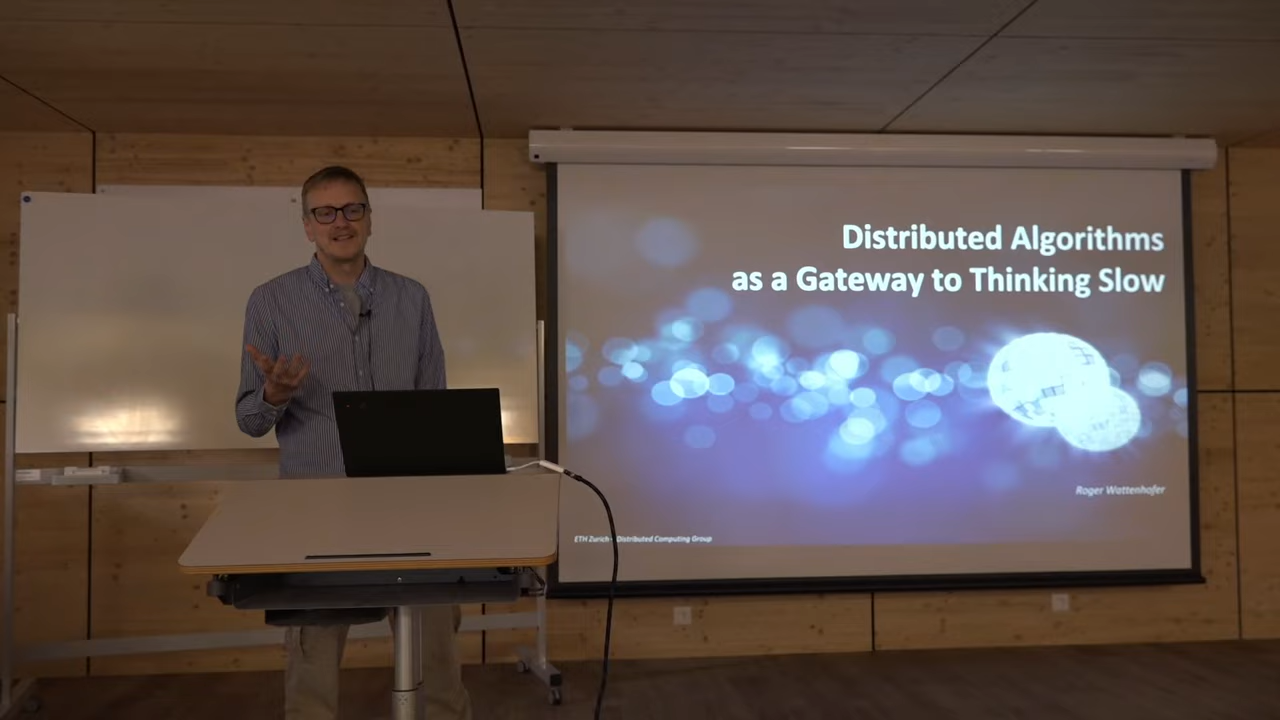 Distributed Algorithms
as a Gateway to Thinking Slow
Roger Wattenhofer
ETH Zurich – Distributed Computing Group